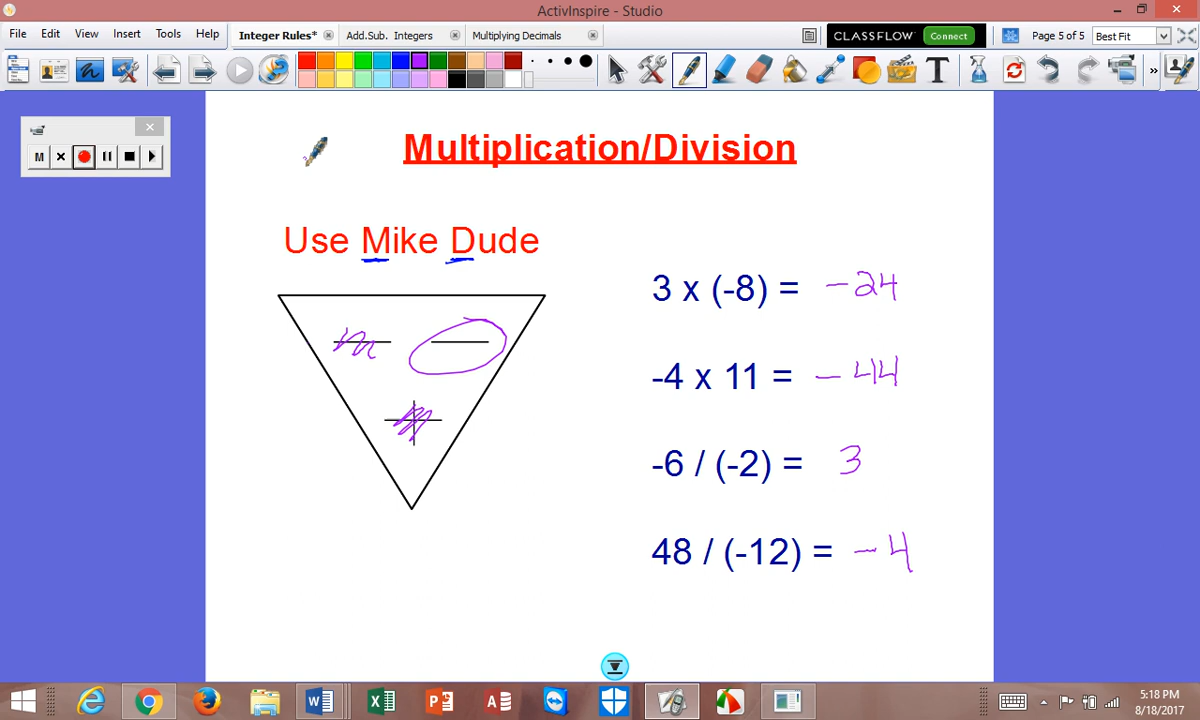 ActivInspire - Studio
File Edit View Insert Tools Help Integer Rules* Add.Sub. Integers Multiplying Decimals CLASSFLOW Connect Page 5 of 5 Best Fit
T »
M
Multiplication/Division
Use Mike Dude
3 x (-8) = -24
-4 x 11 = -44
-6 / (-2) = 3
48 / (-12) = -4
5:18 PM
8/18/2017